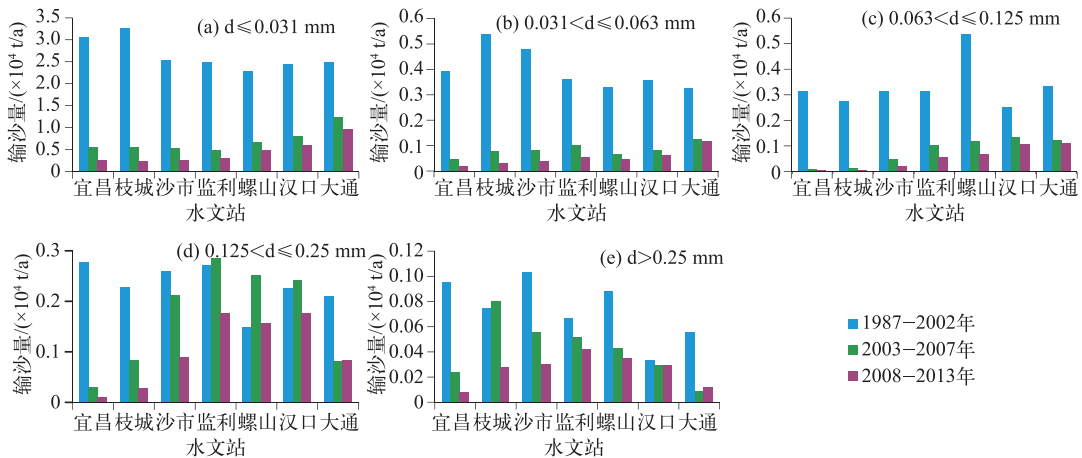 (a) d≤0.031 mm
输沙量/(×10⁴ t/a)
3.5
3.0
2.5
2.0
1.5
1.0
0.5
0
宜昌 枝城 沙市 监利 螺山 汉口 大通
水文站
(b) 0.031<d≤0.063 mm
输沙量/(×10⁴ t/a)
0.6
0.5
0.4
0.3
0.2
0.1
0
宜昌 枝城 沙市 监利 螺山 汉口 大通
水文站
(c) 0.063<d≤0.125 mm
输沙量/(×10⁴ t/a)
0.6
0.5
0.4
0.3
0.2
0.1
0
宜昌 枝城 沙市 监利 螺山 汉口 大通
水文站
(d) 0.125<d≤0.25 mm
输沙量/(×10⁴ t/a)
0.3
0.2
0.1
0
宜昌 枝城 沙市 监利 螺山 汉口 大通
水文站
(e) d>0.25 mm
输沙量/(×10⁴ t/a)
0.12
0.10
0.08
0.06
0.04
0.02
0
宜昌 枝城 沙市 监利 螺山 汉口 大通
水文站
1987−2002年
2003−2007年
2008−2013年